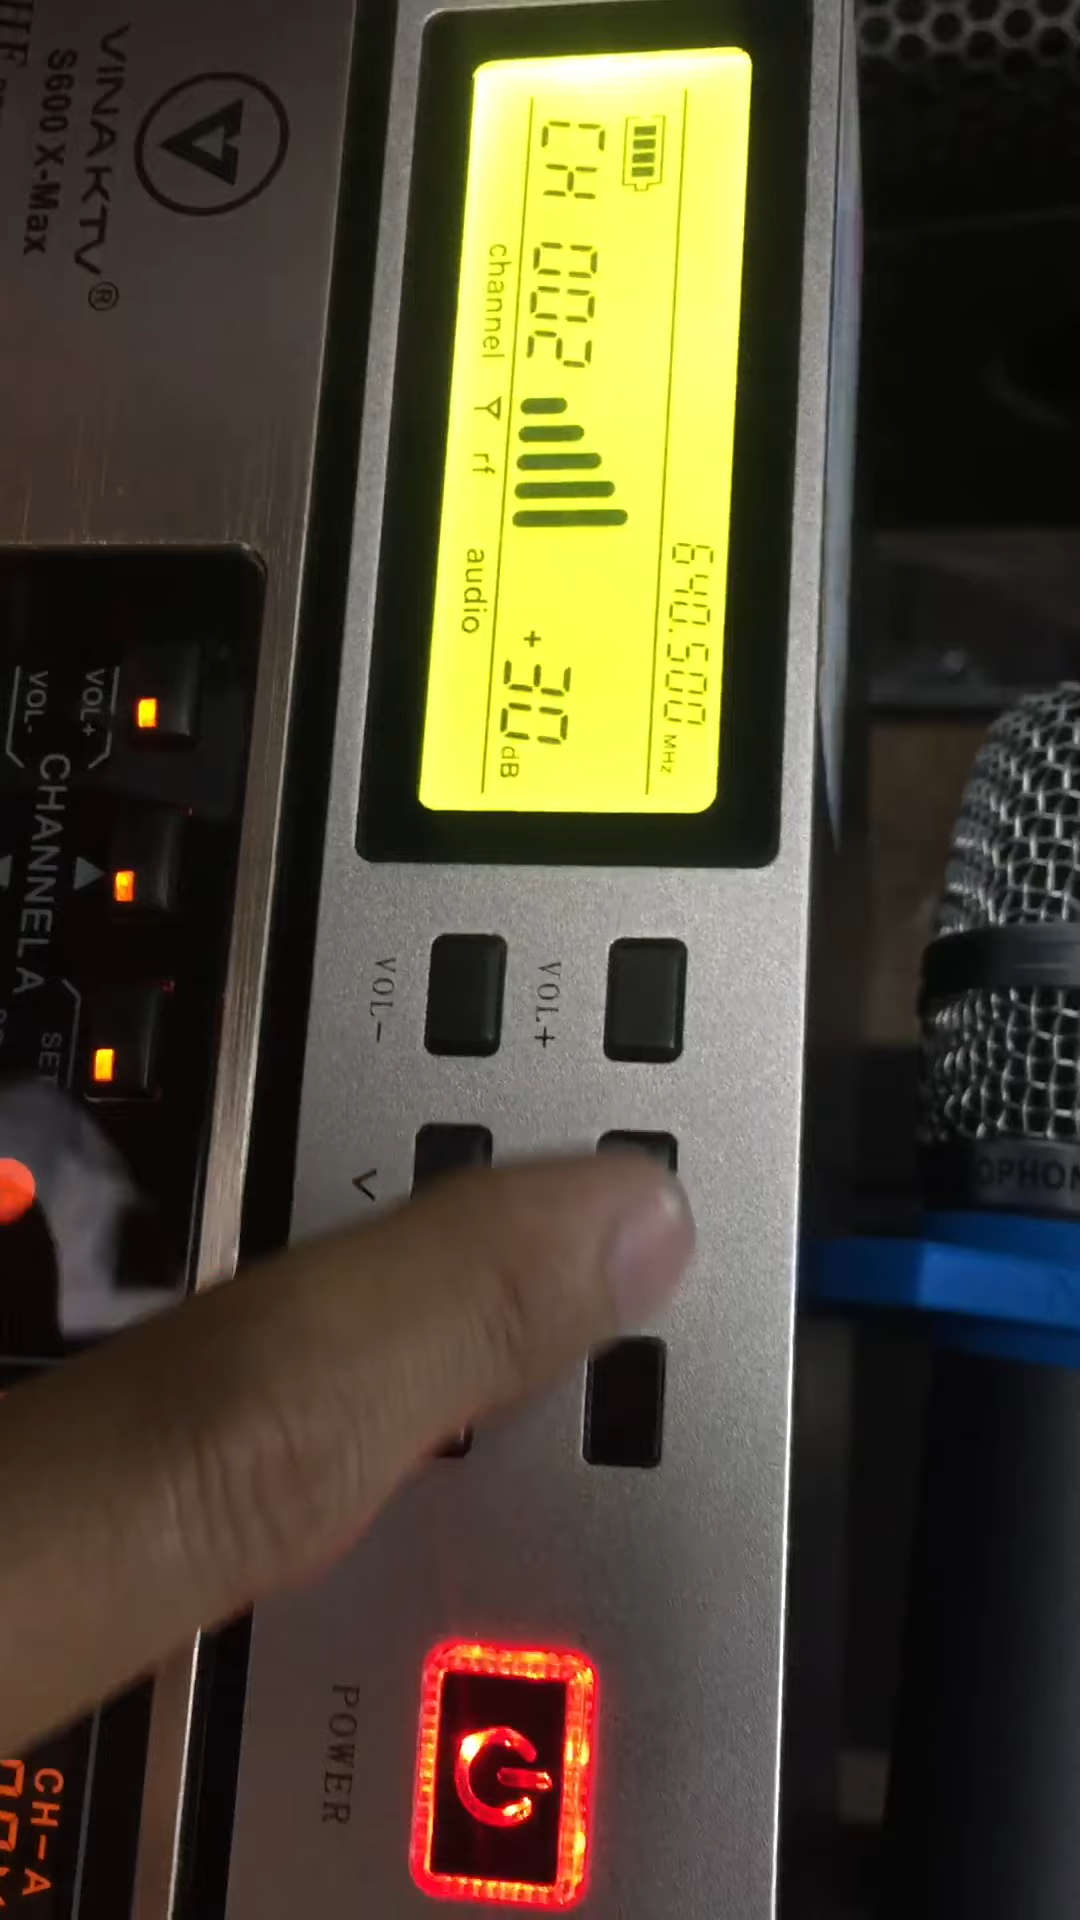 VINAKTV®
S600 X-Max
640.500 MHz
CH 002
+30 dB
channel rf audio
VOL+
VOL-
CHANNEL A
SET
VOL+
VOL-
POWER
CH-A